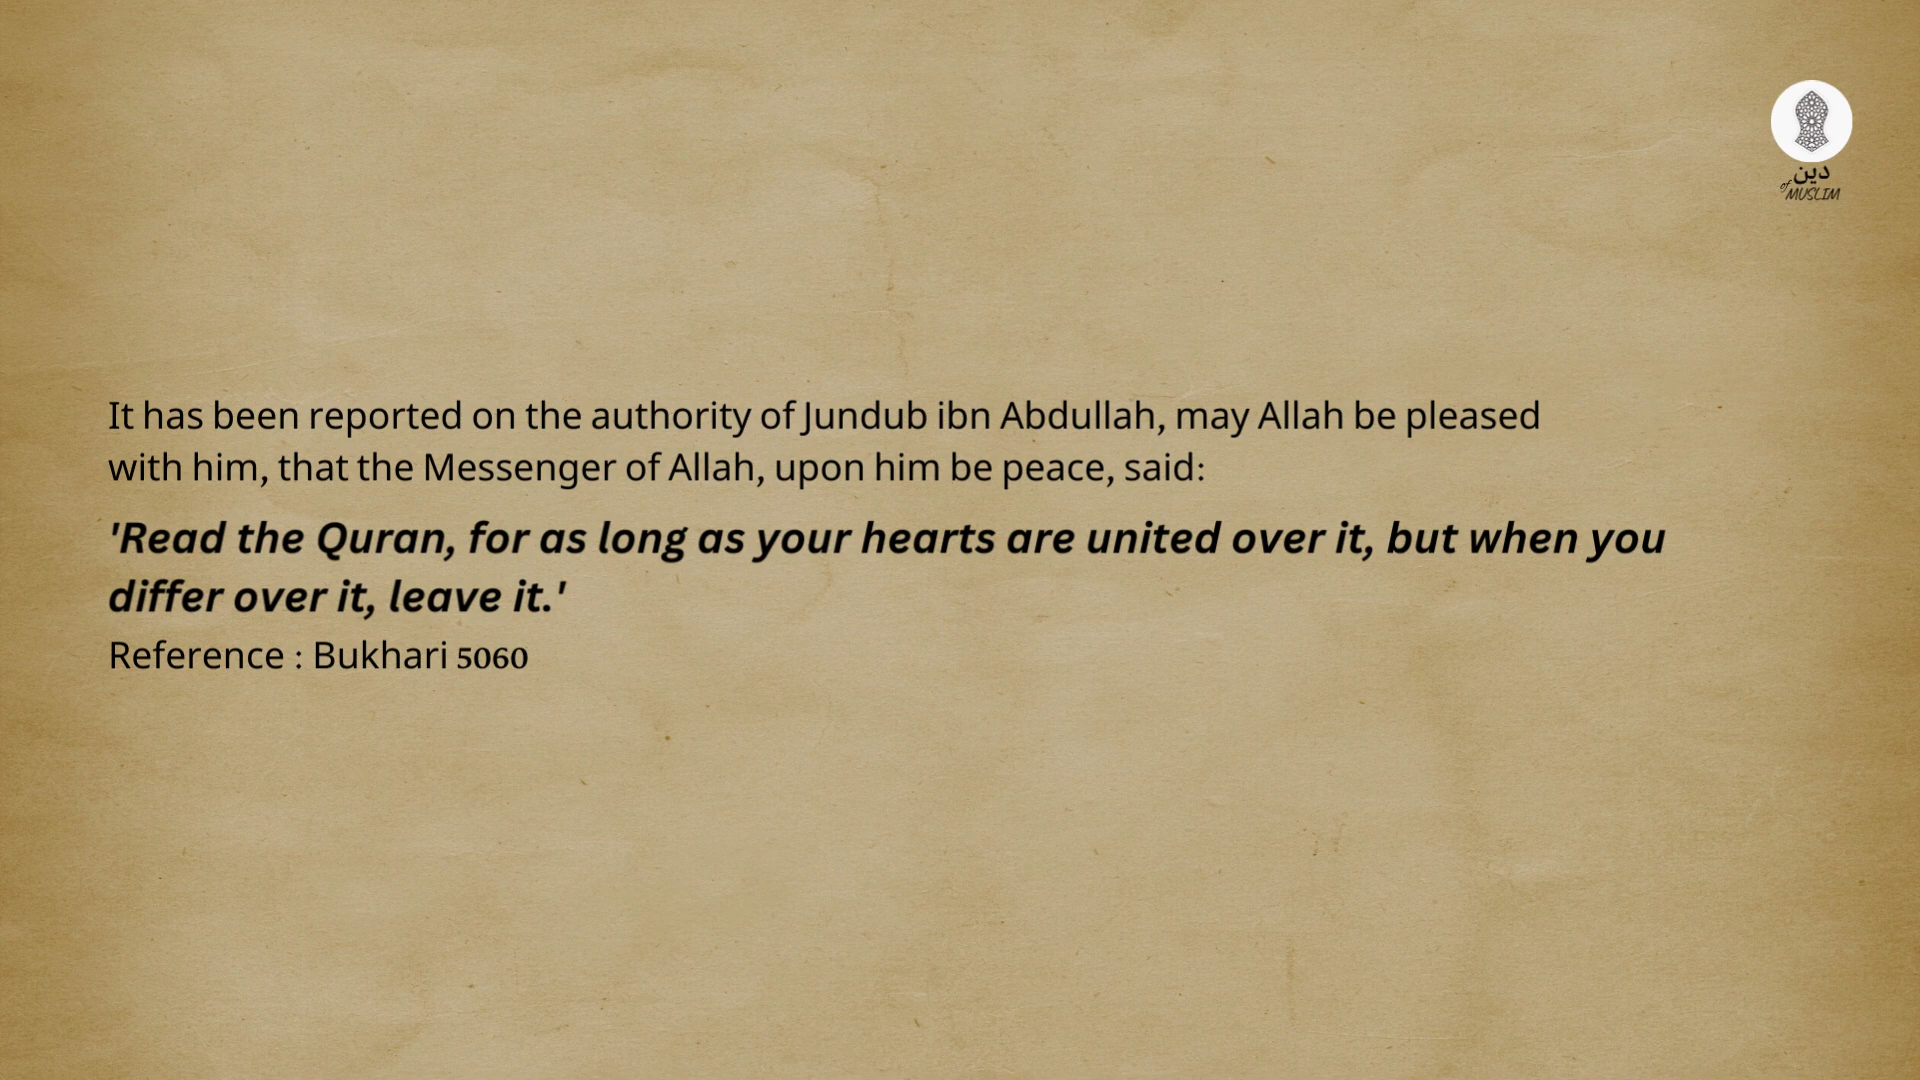 دين
of MUSLIM
It has been reported on the authority of Jundub ibn Abdullah, may Allah be pleased
with him, that the Messenger of Allah, upon him be peace, said:
'Read the Quran, for as long as your hearts are united over it, but when you
differ over it, leave it.'
Reference : Bukhari 5060